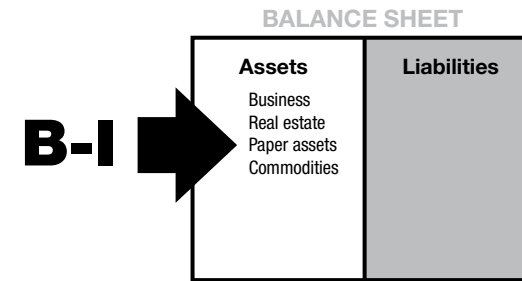 BALANCE SHEET
Assets
Liabilities
Business
Real estate
Paper assets
Commodities
B-I